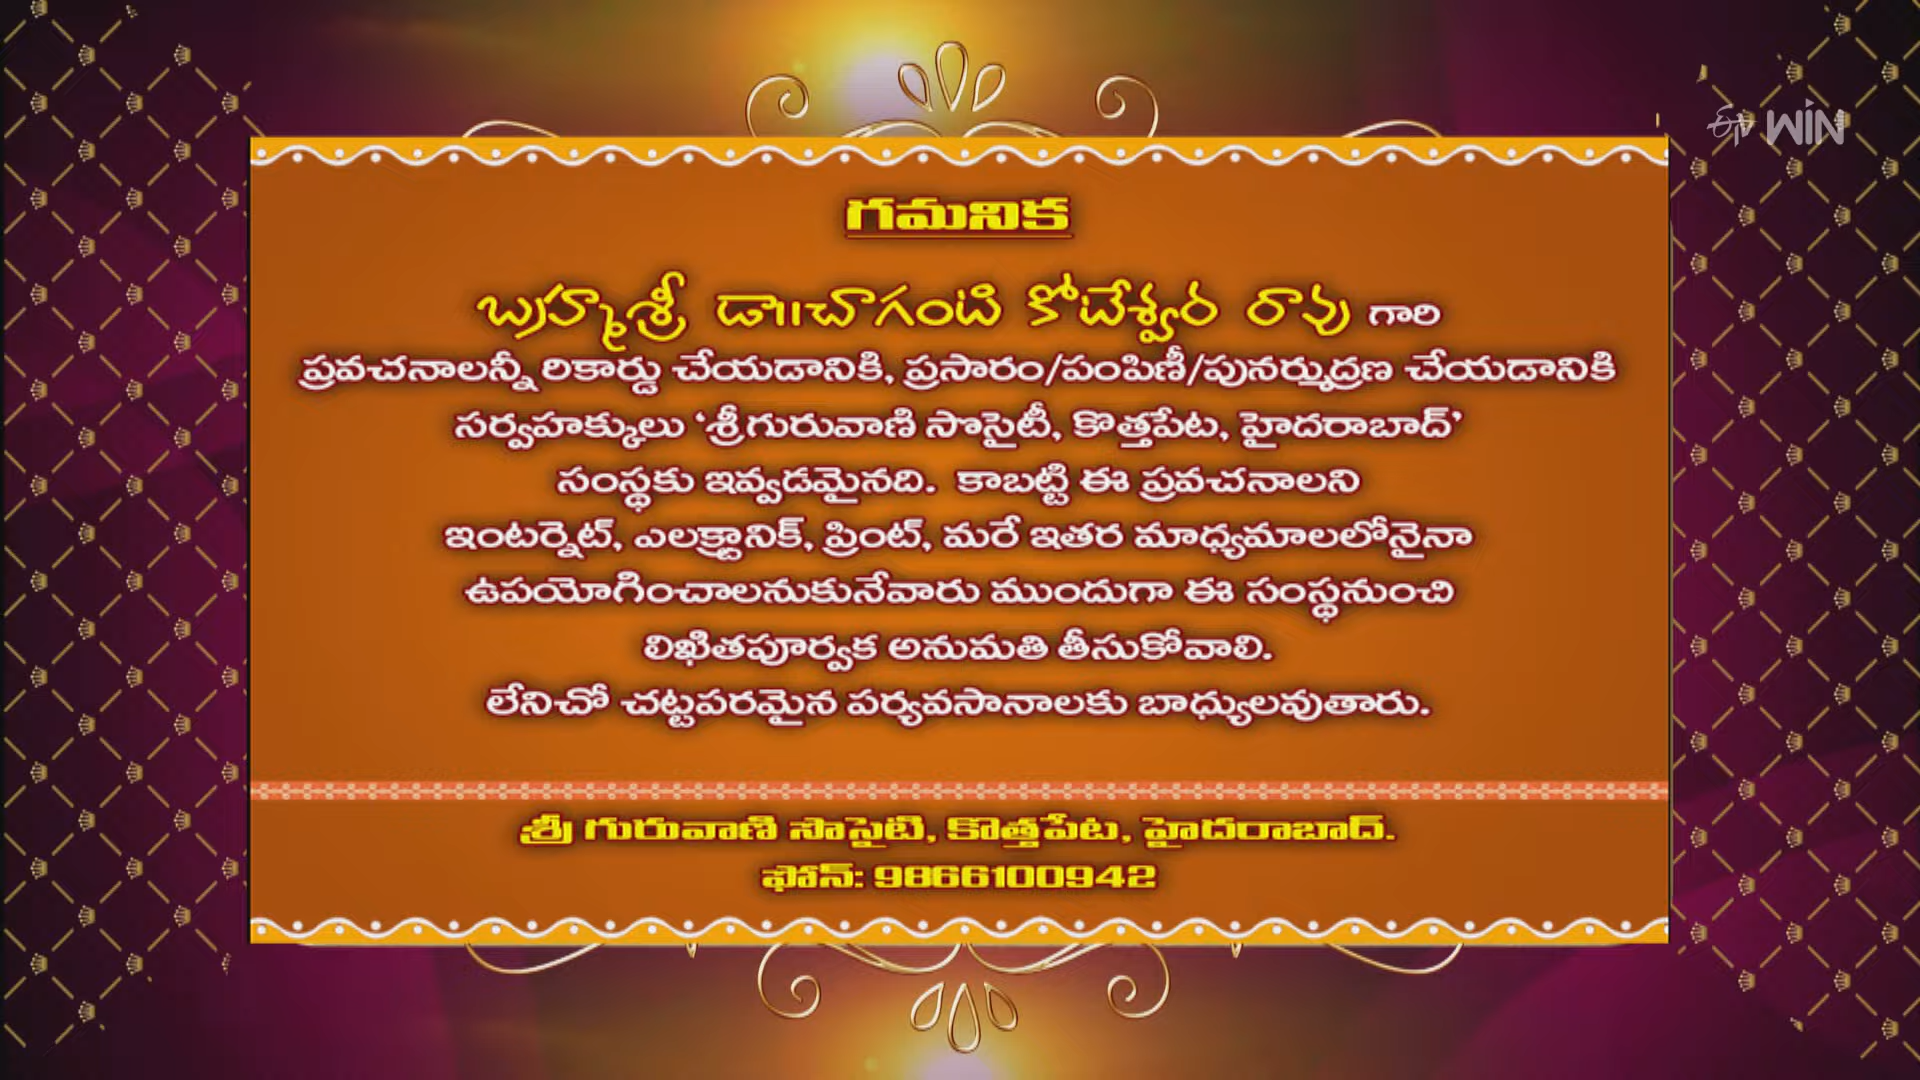 ఈటీవీ WIN
గమనిక
బ్రహ్మశ్రీ డా॥చాగంటి కోటేశ్వర రావు గారి
ప్రవచనాలన్నీ రికార్డు చేయడానికి, ప్రసారం/పంపిణీ/పునర్ముద్రణ చేయడానికి
సర్వహక్కులు ‘శ్రీగురువాణి సొసైటీ, కొత్తపేట, హైదరాబాద్’
సంస్థకు ఇవ్వడమైనది. కాబట్టి ఈ ప్రవచనాలని
ఇంటర్నెట్, ఎలక్ట్రానిక్, ప్రింట్, మరే ఇతర మాధ్యమాలలోనైనా
ఉపయోగించాలనుకునేవారు ముందుగా ఈ సంస్థనుంచి
లిఖితపూర్వక అనుమతి తీసుకోవాలి.
లేనిచో చట్టపరమైన పర్యవసానాలకు బాధ్యులవుతారు.
శ్రీ గురువాణి సొసైటి, కొత్తపేట, హైదరాబాద్.
ఫోన్: 9866100942